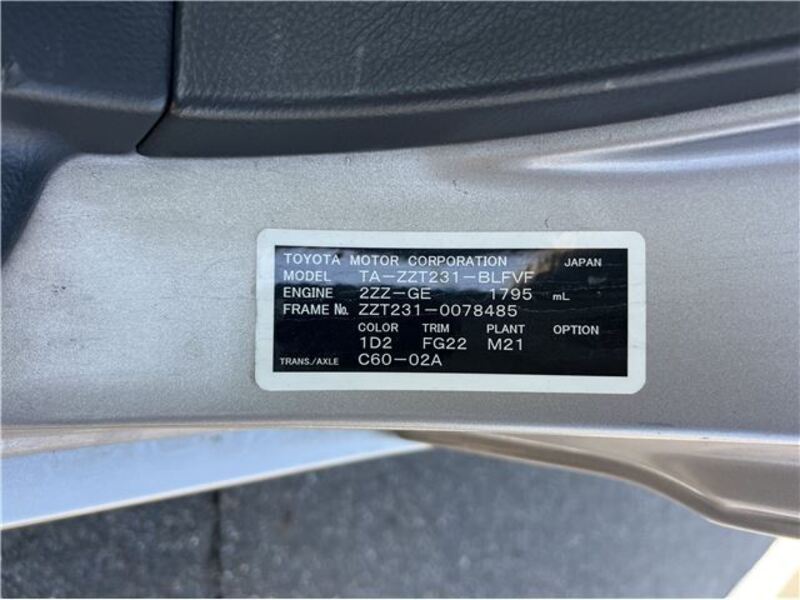 TOYOTA MOTOR CORPORATION JAPAN
MODEL TA-ZZT231-BLFVF
ENGINE 2ZZ-GE 1795 mL
FRAME No. ZZT231-0078485
COLOR TRIM PLANT OPTION
1D2 FG22 M21
TRANS./AXLE C60-02A